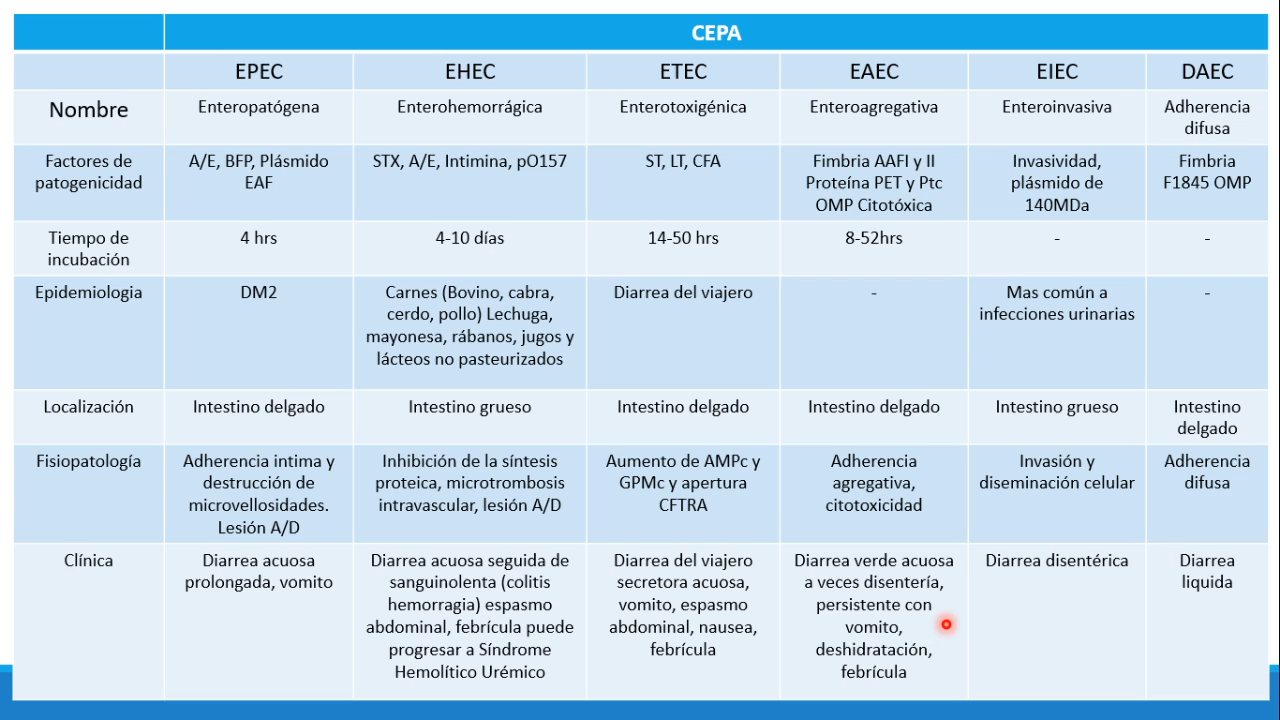 CEPA
EPEC
EHEC
ETEC
EAEC
EIEC
DAEC
Nombre
Enteropatógena
Enterohemorrágica
Enterotoxigénica
Enteroagregativa
Enteroinvasiva
Adherencia
difusa
Factores de
patogenicidad
A/E, BFP, Plásmido
EAF
STX, A/E, Intimina, pO157
ST, LT, CFA
Fimbria AAFI y II
Proteína PET y Ptc
OMP Citotóxica
Invasividad,
plásmido de
140MDa
Fimbria
F1845 OMP
Tiempo de
incubación
4 hrs
4-10 días
14-50 hrs
8-52hrs
-
-
Epidemiologia
DM2
Carnes (Bovino, cabra,
cerdo, pollo) Lechuga,
mayonesa, rábanos, jugos y
lácteos no pasteurizados
Diarrea del viajero
-
Mas común a
infecciones urinarias
-
Localización
Intestino delgado
Intestino grueso
Intestino delgado
Intestino delgado
Intestino grueso
Intestino
delgado
Fisiopatología
Adherencia intima y
destrucción de
microvellosidades.
Lesión A/D
Inhibición de la síntesis
proteica, microtrombosis
intravascular, lesión A/D
Aumento de AMPc y
GPMc y apertura
CFTRA
Adherencia
agregativa,
citotoxicidad
Invasión y
diseminación celular
Adherencia
difusa
Clínica
Diarrea acuosa
prolongada, vomito
Diarrea acuosa seguida de
sanguinolenta (colitis
hemorragia) espasmo
abdominal, febrícula puede
progresar a Síndrome
Hemolítico Urémico
Diarrea del viajero
secretora acuosa,
vomito, espasmo
abdominal, nausea,
febrícula
Diarrea verde acuosa
a veces disentería,
persistente con
vomito,
deshidratación,
febrícula
Diarrea disentérica
Diarrea
liquida